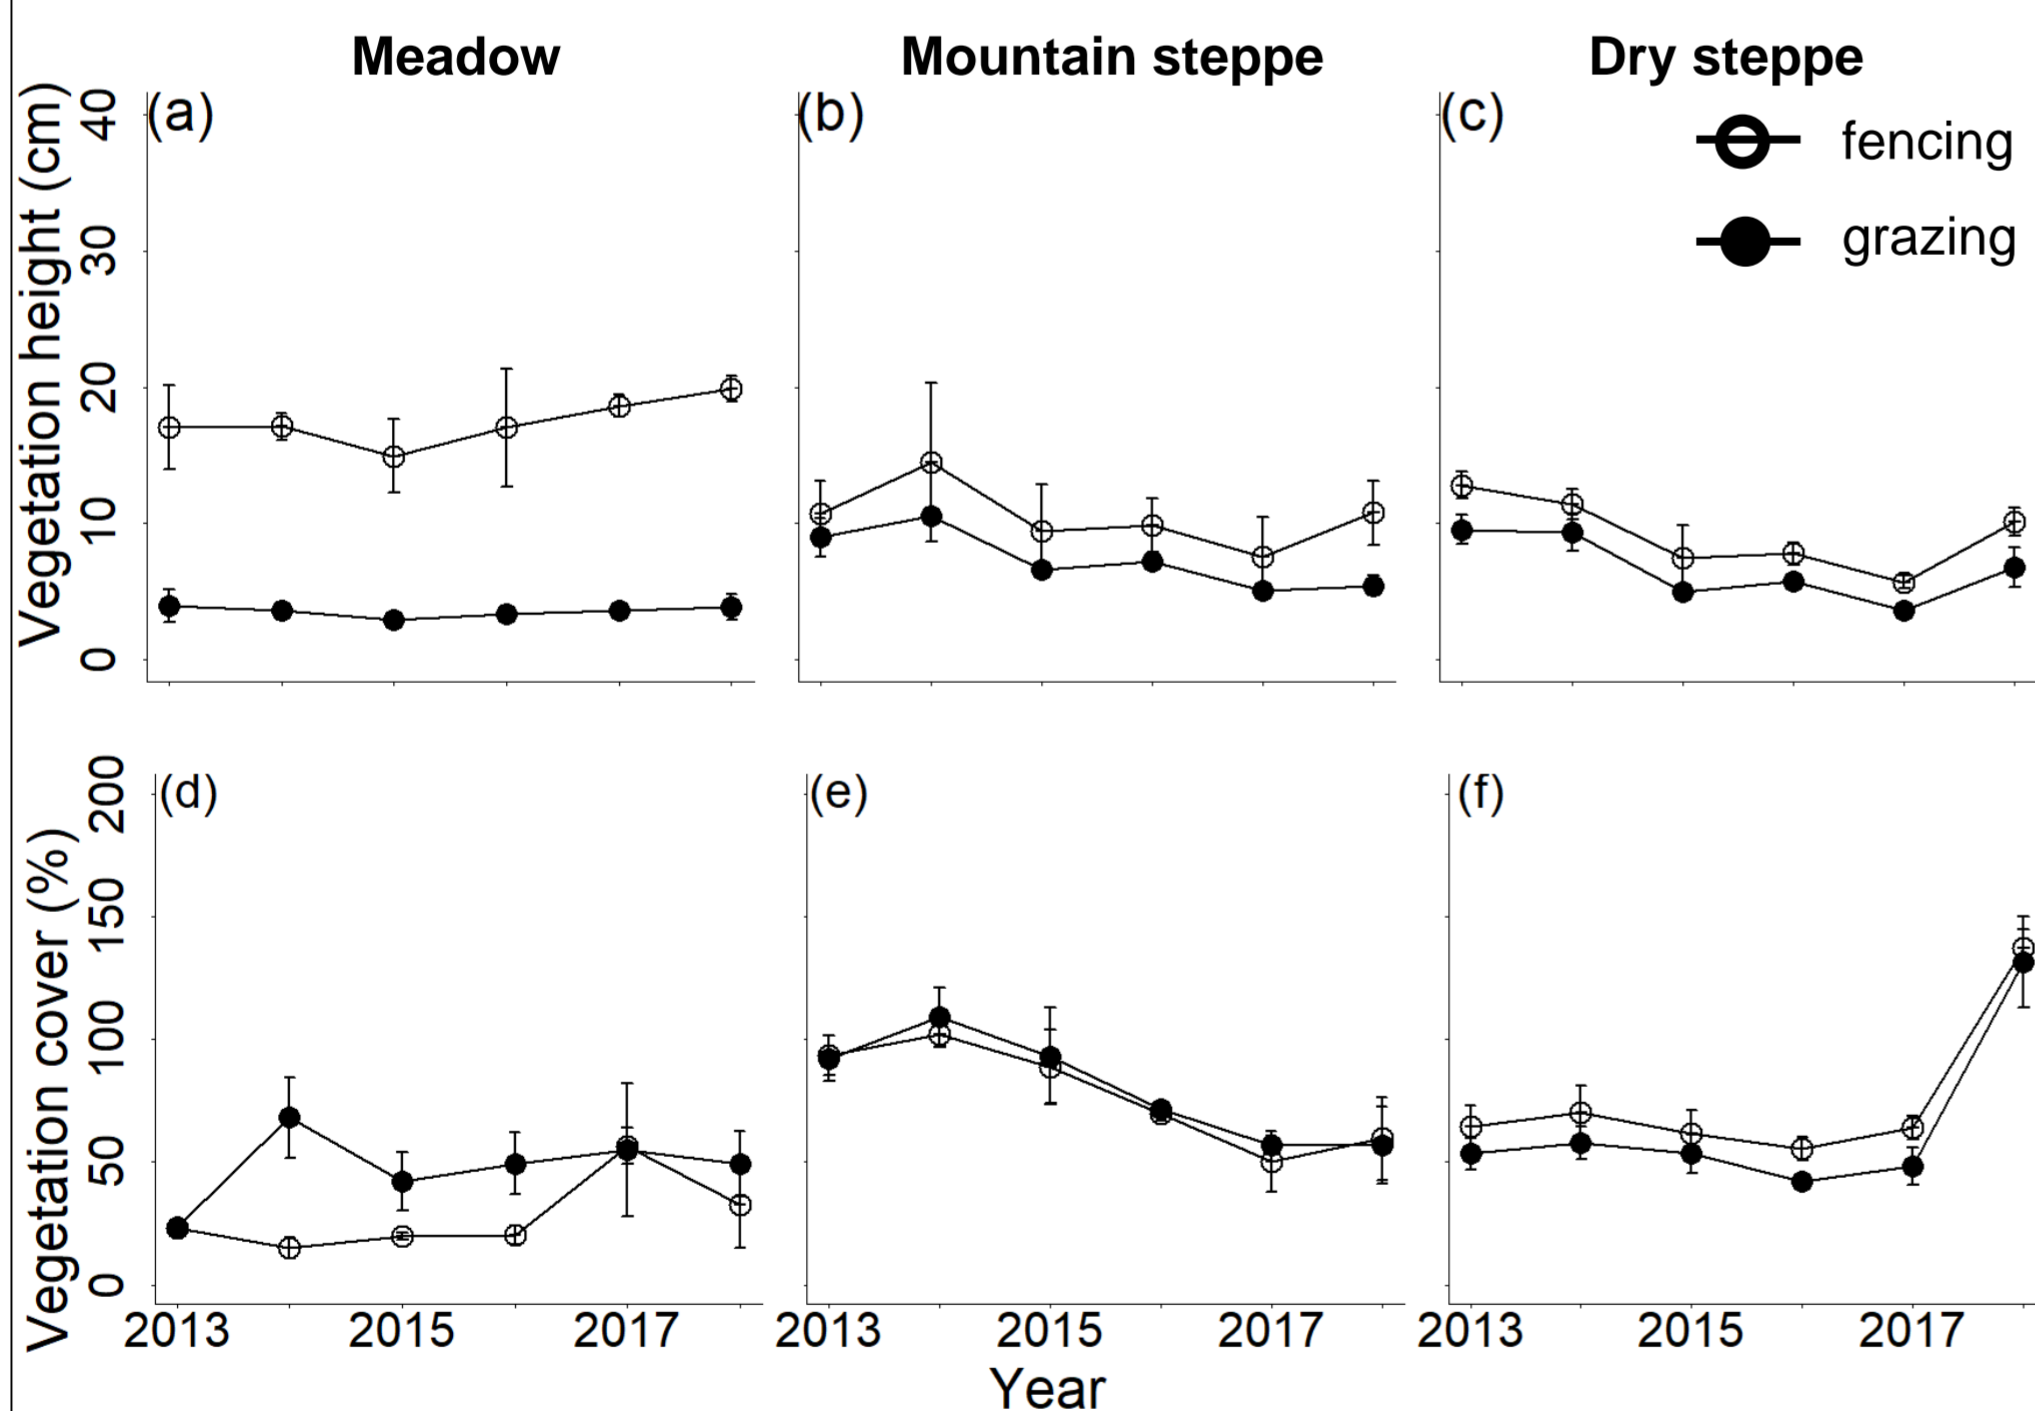 Meadow
Mountain steppe
Dry steppe
Vegetation height (cm)
40
30
20
10
0
(a)
(b)
(c)
fencing
grazing
Vegetation cover (%)
200
150
100
50
0
(d)
(e)
(f)
2013 2015 2017
2013 2015 2017
2013 2015 2017
Year